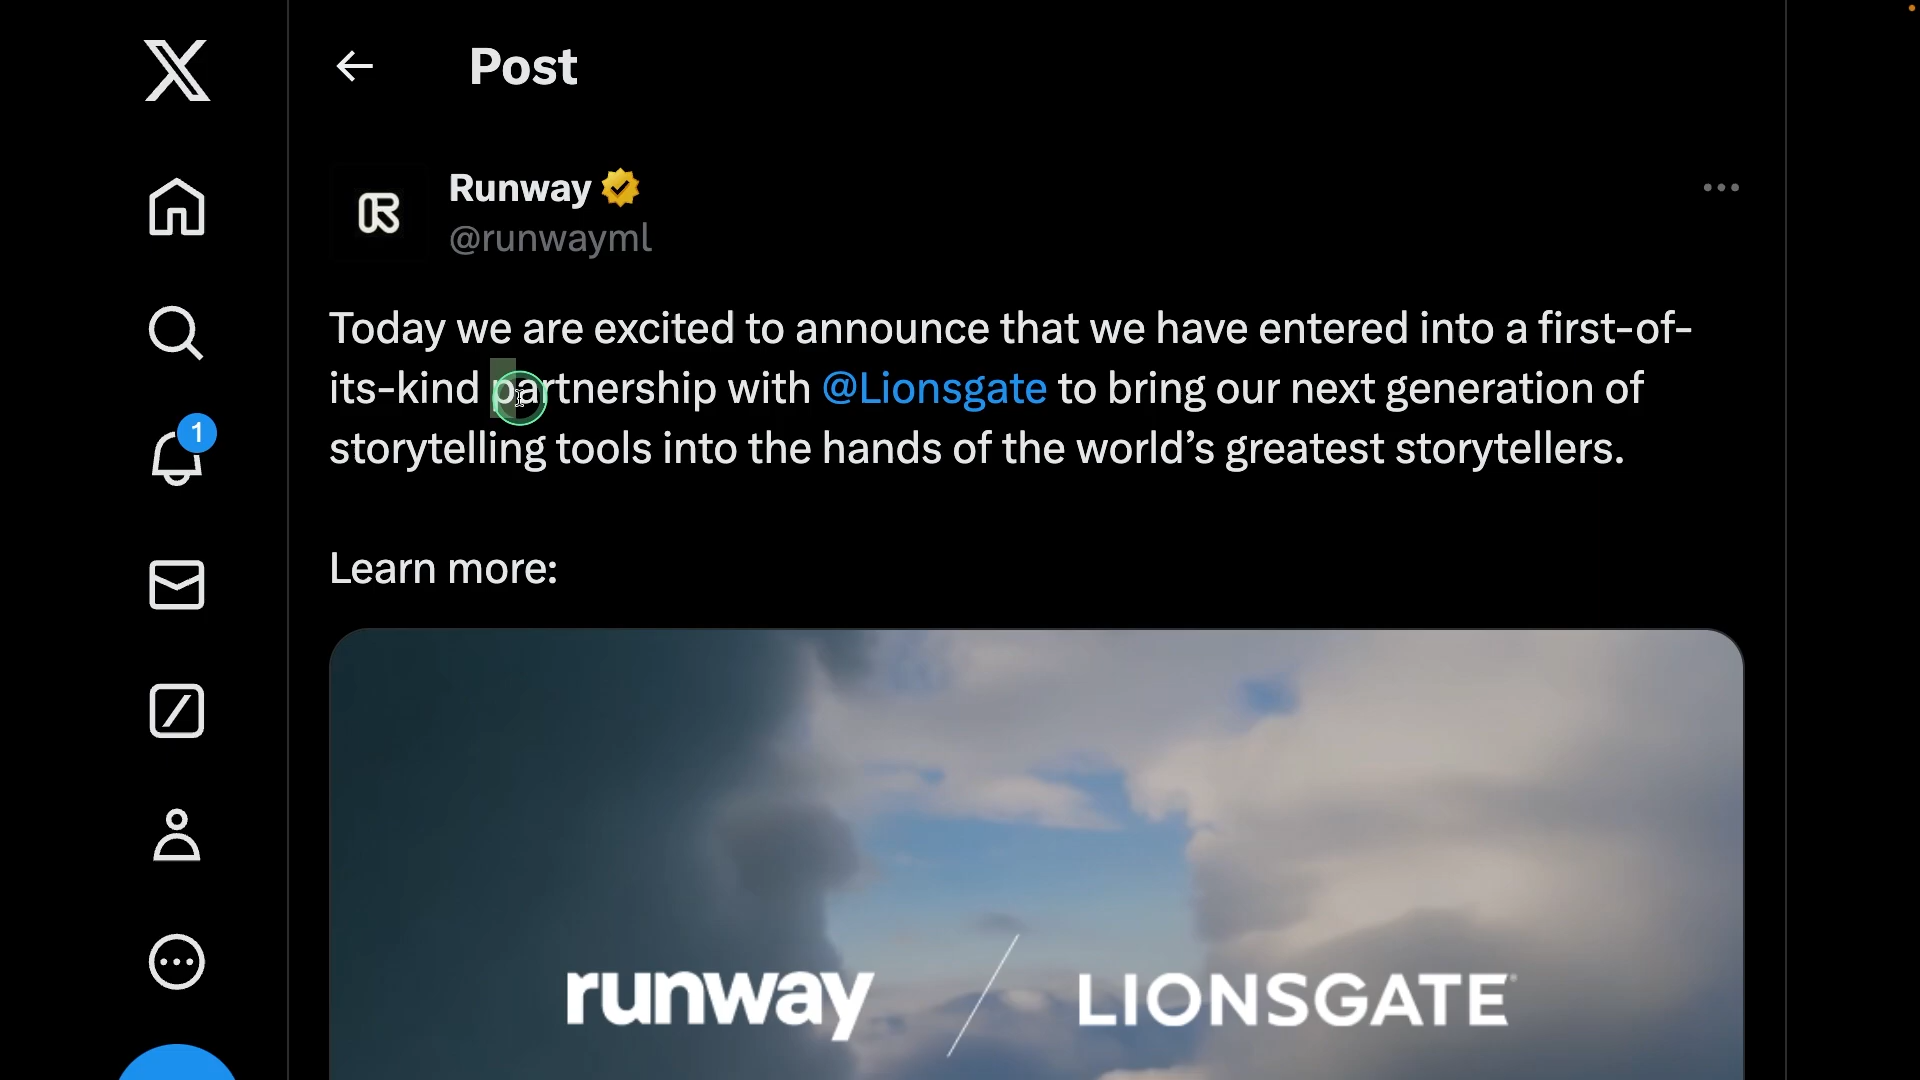 Post
Runway
@runwayml
Today we are excited to announce that we have entered into a first-of-
its-kind partnership with @Lionsgate to bring our next generation of
storytelling tools into the hands of the world’s greatest storytellers.
1
Learn more:
runway / LIONSGATE